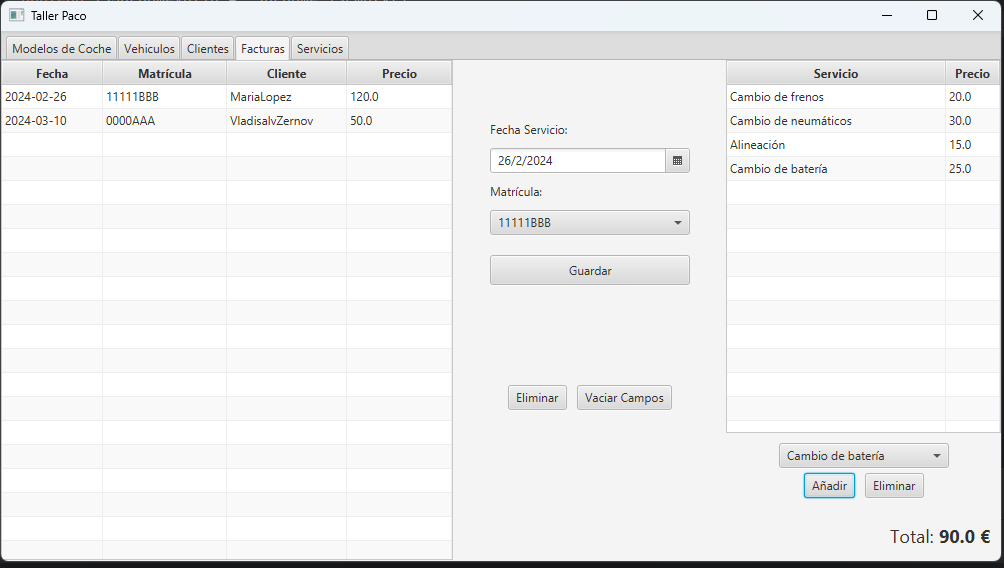 Taller Paco
Modelos de Coche Vehiculos Clientes Facturas Servicios
Fecha Matrícula Cliente Precio
2024-02-26 11111BBB MariaLopez 120.0
2024-03-10 0000AAA VladisalvZernov 50.0
Fecha Servicio:
26/2/2024
Matrícula:
11111BBB
Guardar
Eliminar Vaciar Campos
Servicio Precio
Cambio de frenos 20.0
Cambio de neumáticos 30.0
Alineación 15.0
Cambio de batería 25.0
Cambio de batería
Añadir Eliminar
Total: 90.0 €